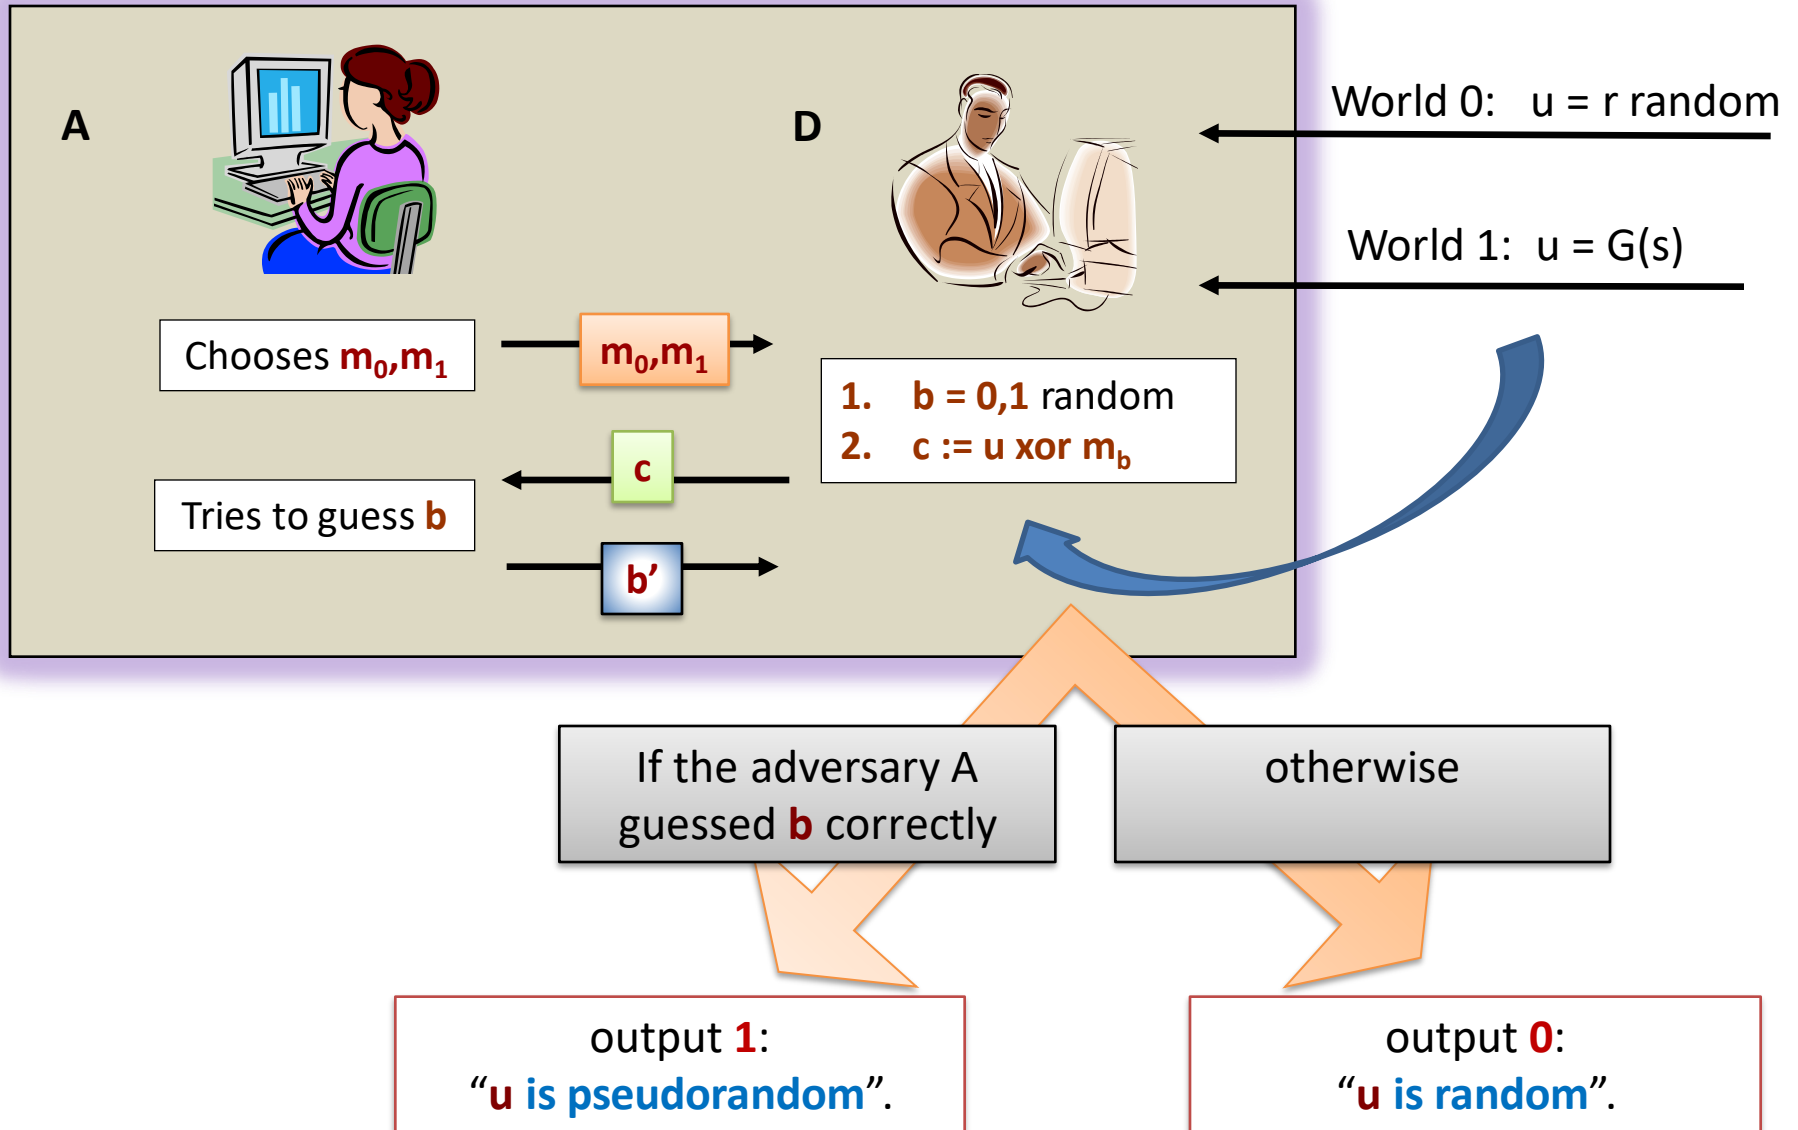 A
D
World 0: u = r random
World 1: u = G(s)
Chooses m₀,m₁
m₀,m₁
1. b = 0,1 random
2. c := u xor m_b
c
Tries to guess b
b’
If the adversary A
guessed b correctly
otherwise
output 1:
“u is pseudorandom”.
output 0:
“u is random”.